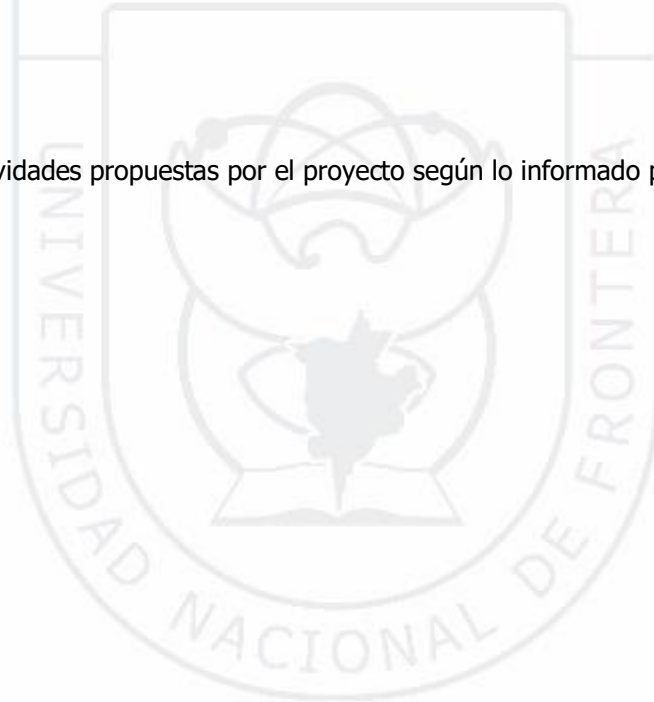 vidades propuestas por el proyecto según lo informado p
UNIVERSIDAD NACIONAL DE FRONTERA